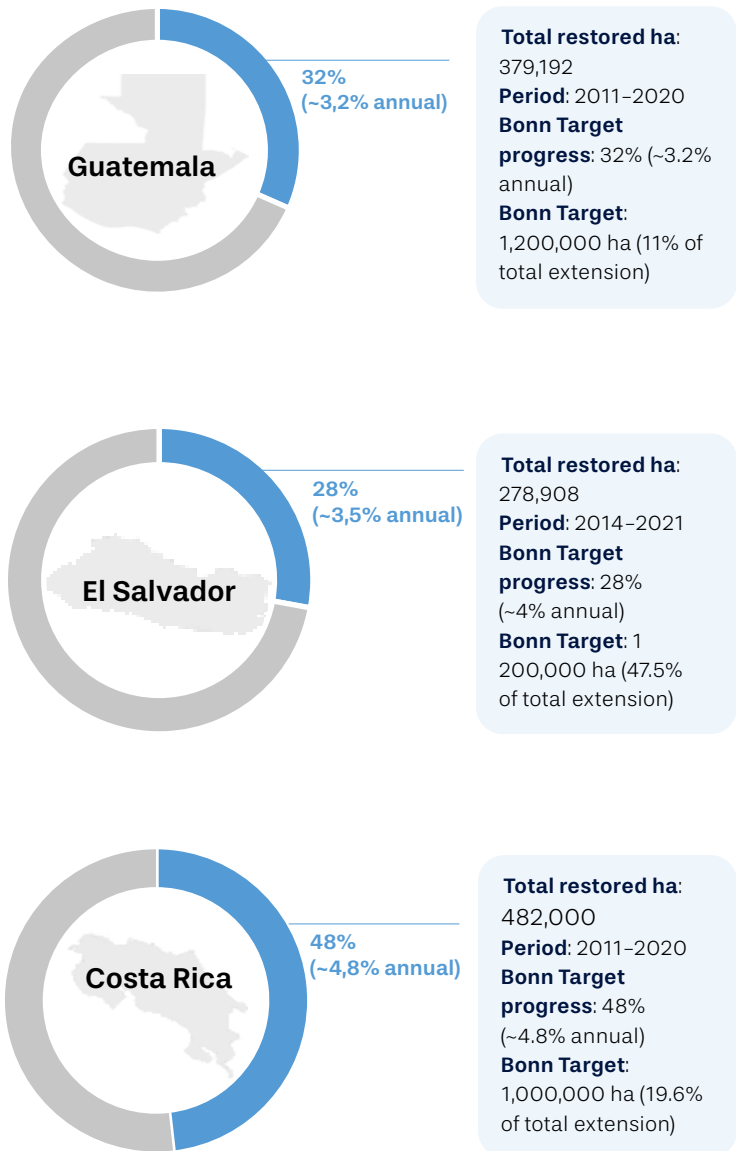 Guatemala
32%
(~3,2% annual)
Total restored ha:
379,192
Period: 2011–2020
Bonn Target
progress: 32% (~3.2%
annual)
Bonn Target:
1,200,000 ha (11% of
total extension)
El Salvador
28%
(~3,5% annual)
Total restored ha:
278,908
Period: 2014–2021
Bonn Target
progress: 28%
(~4% annual)
Bonn Target: 1
200,000 ha (47.5%
of total extension)
Costa Rica
48%
(~4,8% annual)
Total restored ha:
482,000
Period: 2011–2020
Bonn Target
progress: 48%
(~4.8% annual)
Bonn Target:
1,000,000 ha (19.6%
of total extension)